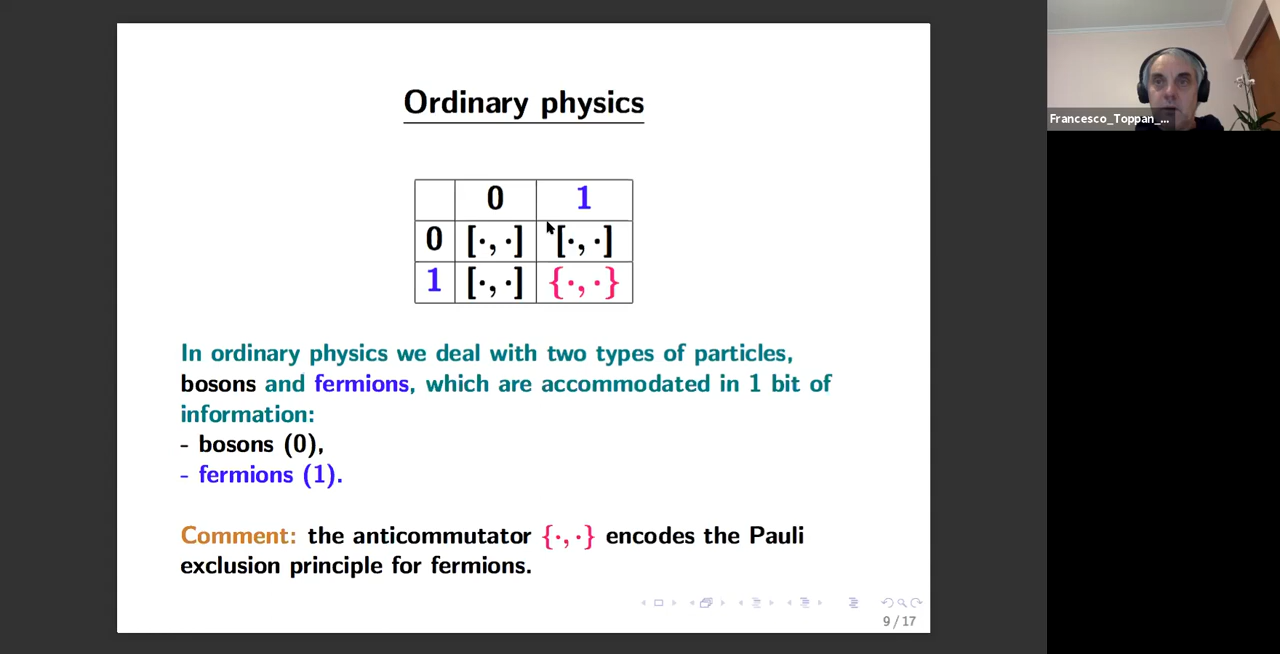 Ordinary physics
0 1
0 [·, ·] [·, ·]
1 [·, ·] {·, ·}
In ordinary physics we deal with two types of particles,
bosons and fermions, which are accommodated in 1 bit of
information:
- bosons (0),
- fermions (1).
Comment: the anticommutator {·, ·} encodes the Pauli
exclusion principle for fermions.
9 / 17
Francesco_Toppan_...